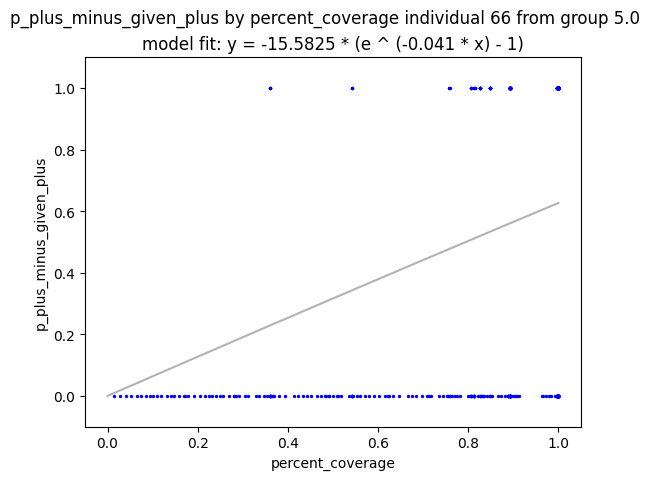 p_plus_minus_given_plus by percent_coverage individual 66 from group 5.0
model fit: y = -15.5825 * (e ^ (-0.041 * x) - 1)
1.0
0.8
0.6
0.4
0.2
0.0
p_plus_minus_given_plus
0.0 0.2 0.4 0.6 0.8 1.0
percent_coverage